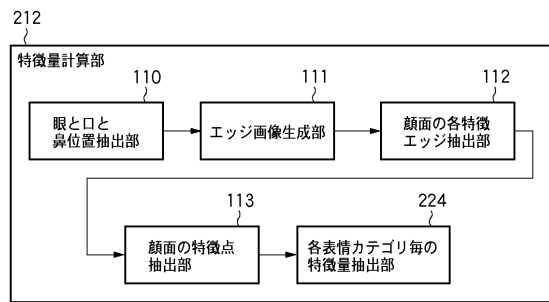 212
特徴量計算部
110
眼と口と
鼻位置抽出部
111
エッジ画像生成部
112
顔面の各特徴
エッジ抽出部
113
顔面の特徴点
抽出部
224
各表情カテゴリ毎の
特徴量抽出部